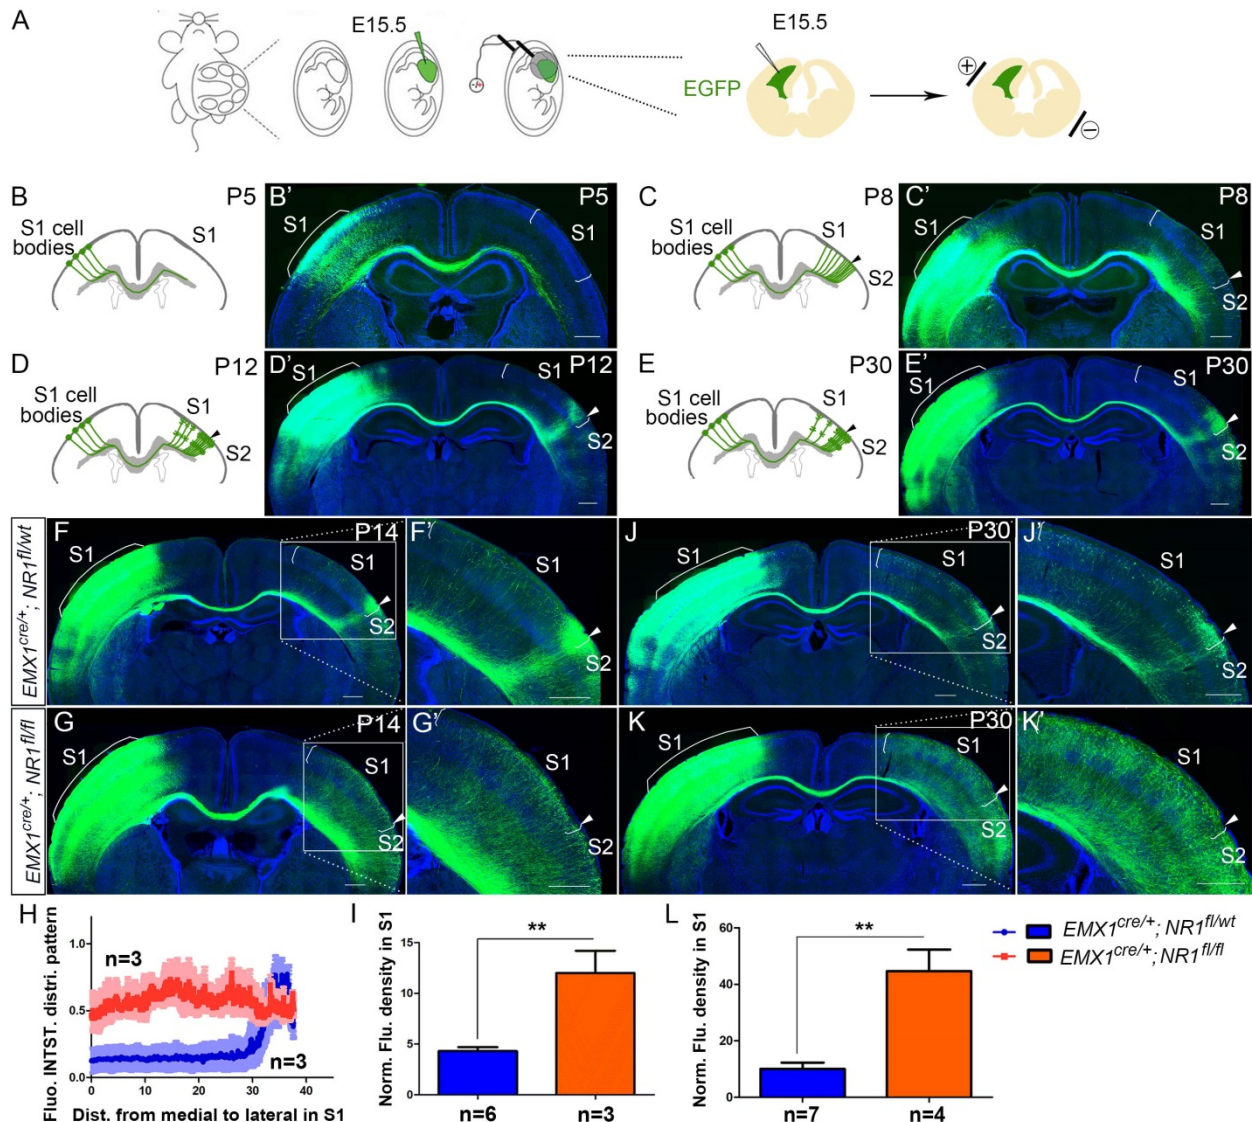 A
E15.5
-/+
EGFP
E15.5
+
−
B
P5
S1 cell
bodies
S1
B'
P5
S1
S1
C
P8
S1 cell
bodies
S1
S2
C'
P8
S1
S1
S2
D
P12
S1 cell
bodies
S1
S2
D'
P12
S1
S1
S2
E
P30
S1 cell
bodies
S1
S2
E'
P30
S1
S1
S2
EMX1cre/+; NR1fl/wt
F
P14
S1
S1
S2
F'
S1
S2
J
P30
S1
S1
S2
J'
S1
S2
EMX1cre/+; NR1fl/fl
G
P14
S1
S1
S2
G'
S1
S2
K
P30
S1
S1
S2
K'
S1
S2
H
Fluo. INTST. distri. pattern
1.0
0.5
0.0
n=3
n=3
0 10 20 30 40
Dist. from medial to lateral in S1
I
Norm. Flu. density in S1
15
10
5
0
**
n=6 n=3
L
Norm. Flu. density in S1
60
40
20
0
**
n=7 n=4
EMX1cre/+; NR1fl/wt
EMX1cre/+; NR1fl/fl